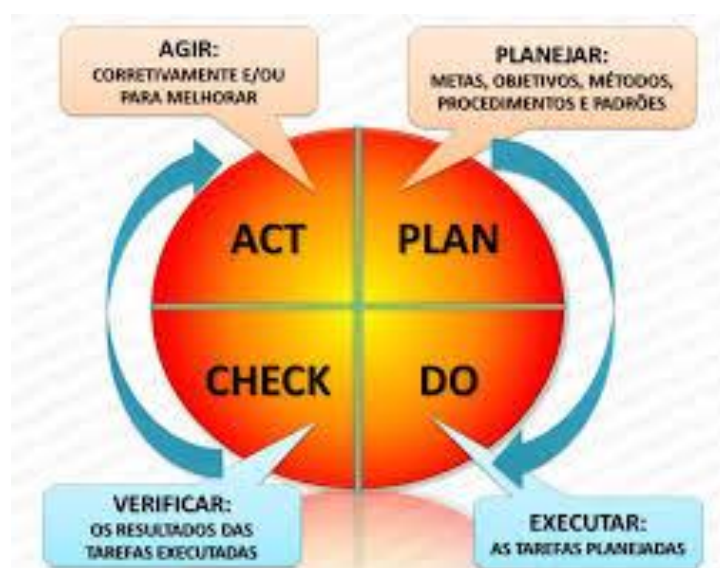 AGIR:
CORRETIVAMENTE E/OU
PARA MELHORAR
PLANEJAR:
METAS, OBJETIVOS, MÉTODOS,
PROCEDIMENTOS E PADRÕES
ACT
PLAN
CHECK
DO
VERIFICAR:
OS RESULTADOS DAS
TAREFAS EXECUTADAS
EXECUTAR:
AS TAREFAS PLANEJADAS